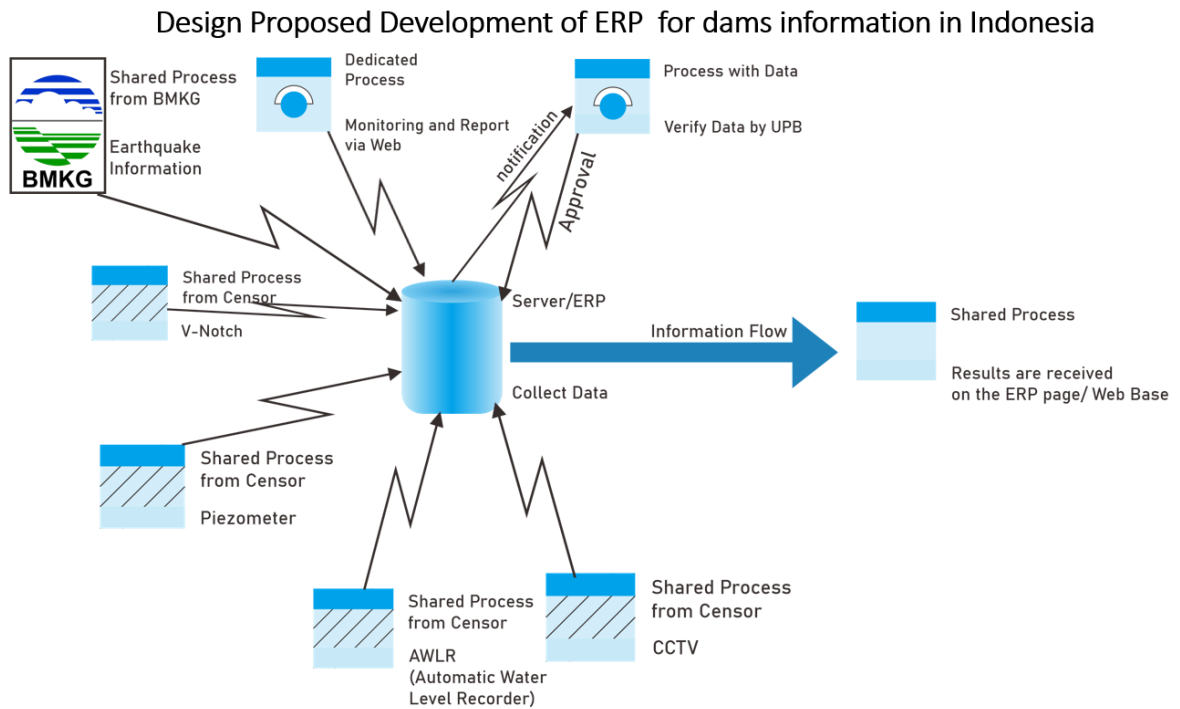 Design Proposed Development of ERP for dams information in Indonesia
Shared Process
from BMKG
Earthquake
Information
BMKG
Dedicated
Process
Monitoring and Report
via Web
Process with Data
Verify Data by UPB
notification
Approval
Shared Process
from Censor
V-Notch
Server/ERP
Collect Data
Information Flow
Shared Process
Results are received
on the ERP page/ Web Base
Shared Process
from Censor
Piezometer
Shared Process
from Censor
AWLR
(Automatic Water
Level Recorder)
Shared Process
from Censor
CCTV